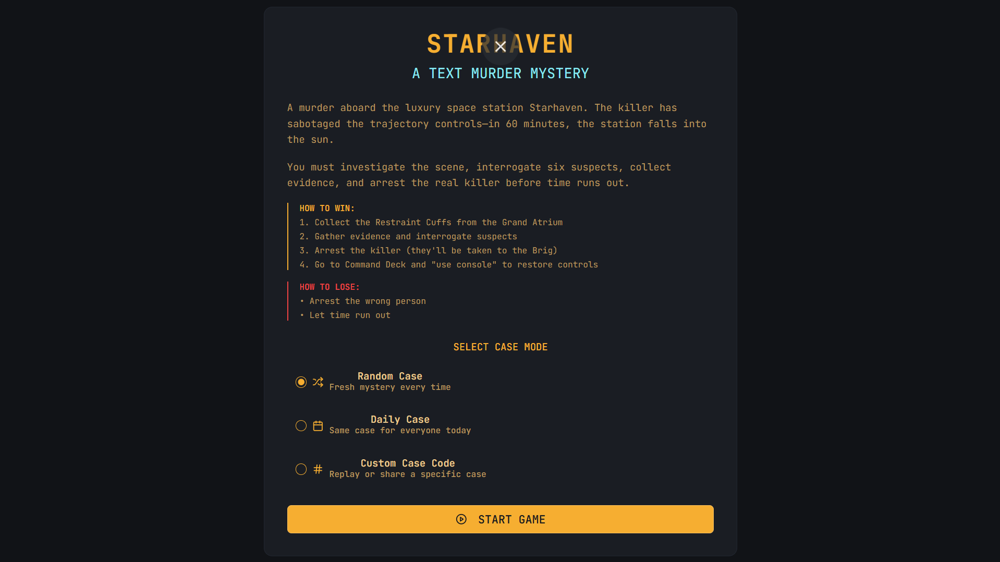 STARHAVEN
A TEXT MURDER MYSTERY
A murder aboard the luxury space station Starhaven. The killer has
sabotaged the trajectory controls—in 60 minutes, the station falls into
the sun.
You must investigate the scene, interrogate six suspects, collect
evidence, and arrest the real killer before time runs out.
HOW TO WIN:
1. Collect the Restraint Cuffs from the Grand Atrium
2. Gather evidence and interrogate suspects
3. Arrest the killer (they'll be taken to the Brig)
4. Go to Command Deck and "use console" to restore controls
HOW TO LOSE:
• Arrest the wrong person
• Let time run out
SELECT CASE MODE
Random Case
Fresh mystery every time
Daily Case
Same case for everyone today
Custom Case Code
Replay or share a specific case
START GAME